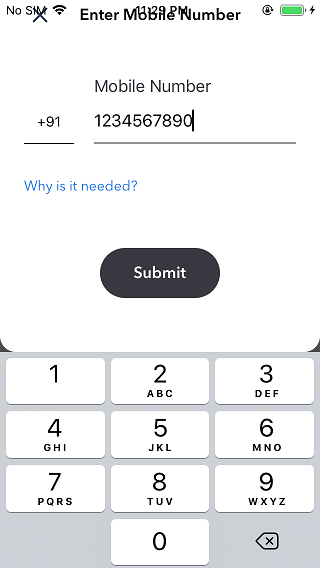 No SIM 11:29 PM
Enter Mobile Number
Mobile Number
+91 1234567890
Why is it needed?
Submit
1 2 ABC 3 DEF
4 GHI 5 JKL 6 MNO
7 PQRS 8 TUV 9 WXYZ
0